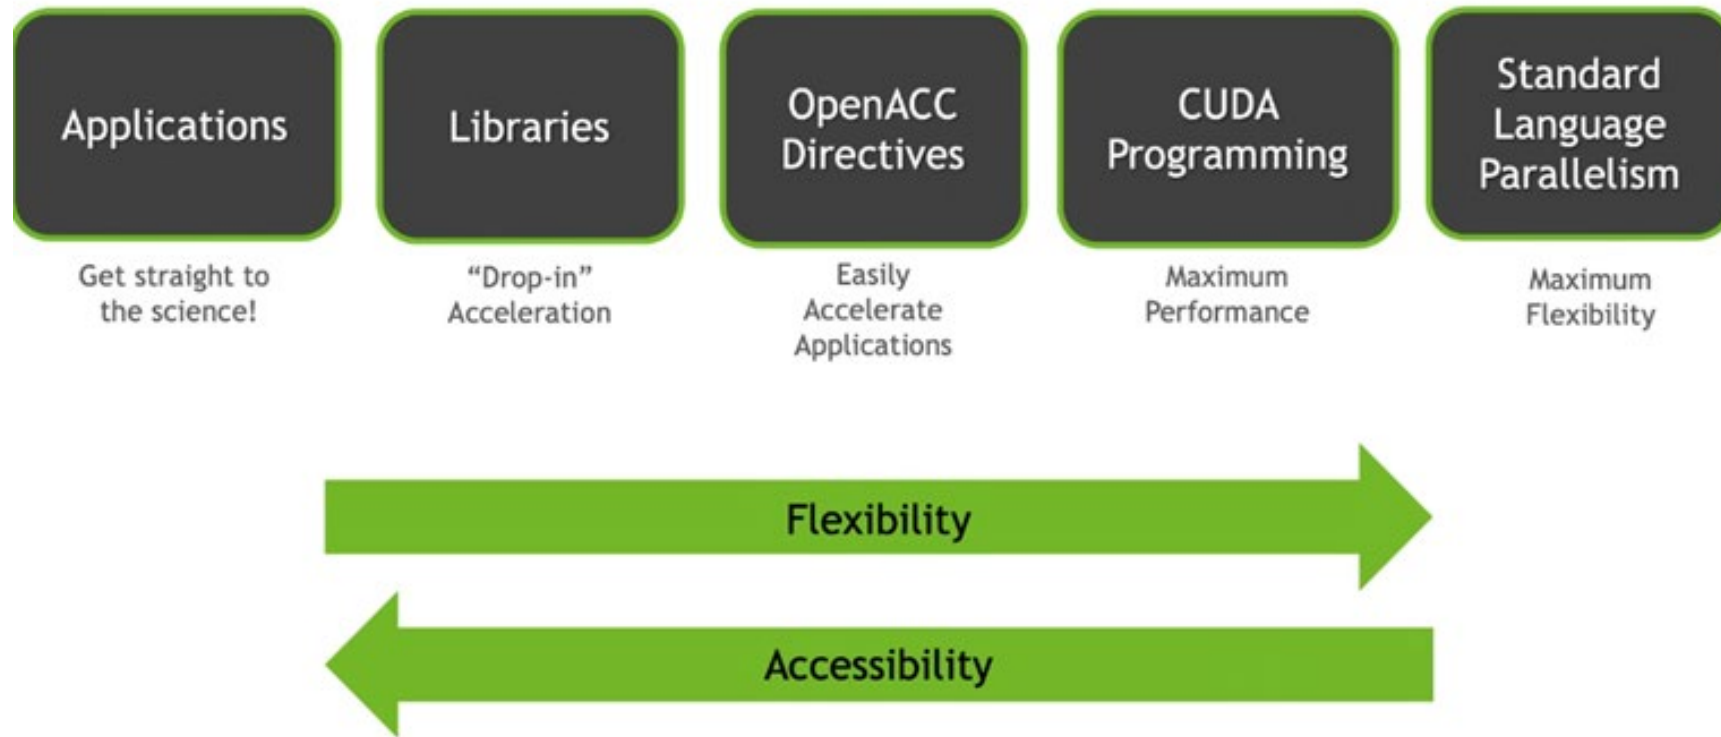 Applications
Libraries
OpenACC
Directives
CUDA
Programming
Standard
Language
Parallelism
Get straight to
the science!
“Drop-in”
Acceleration
Easily
Accelerate
Applications
Maximum
Performance
Maximum
Flexibility
Flexibility
Accessibility